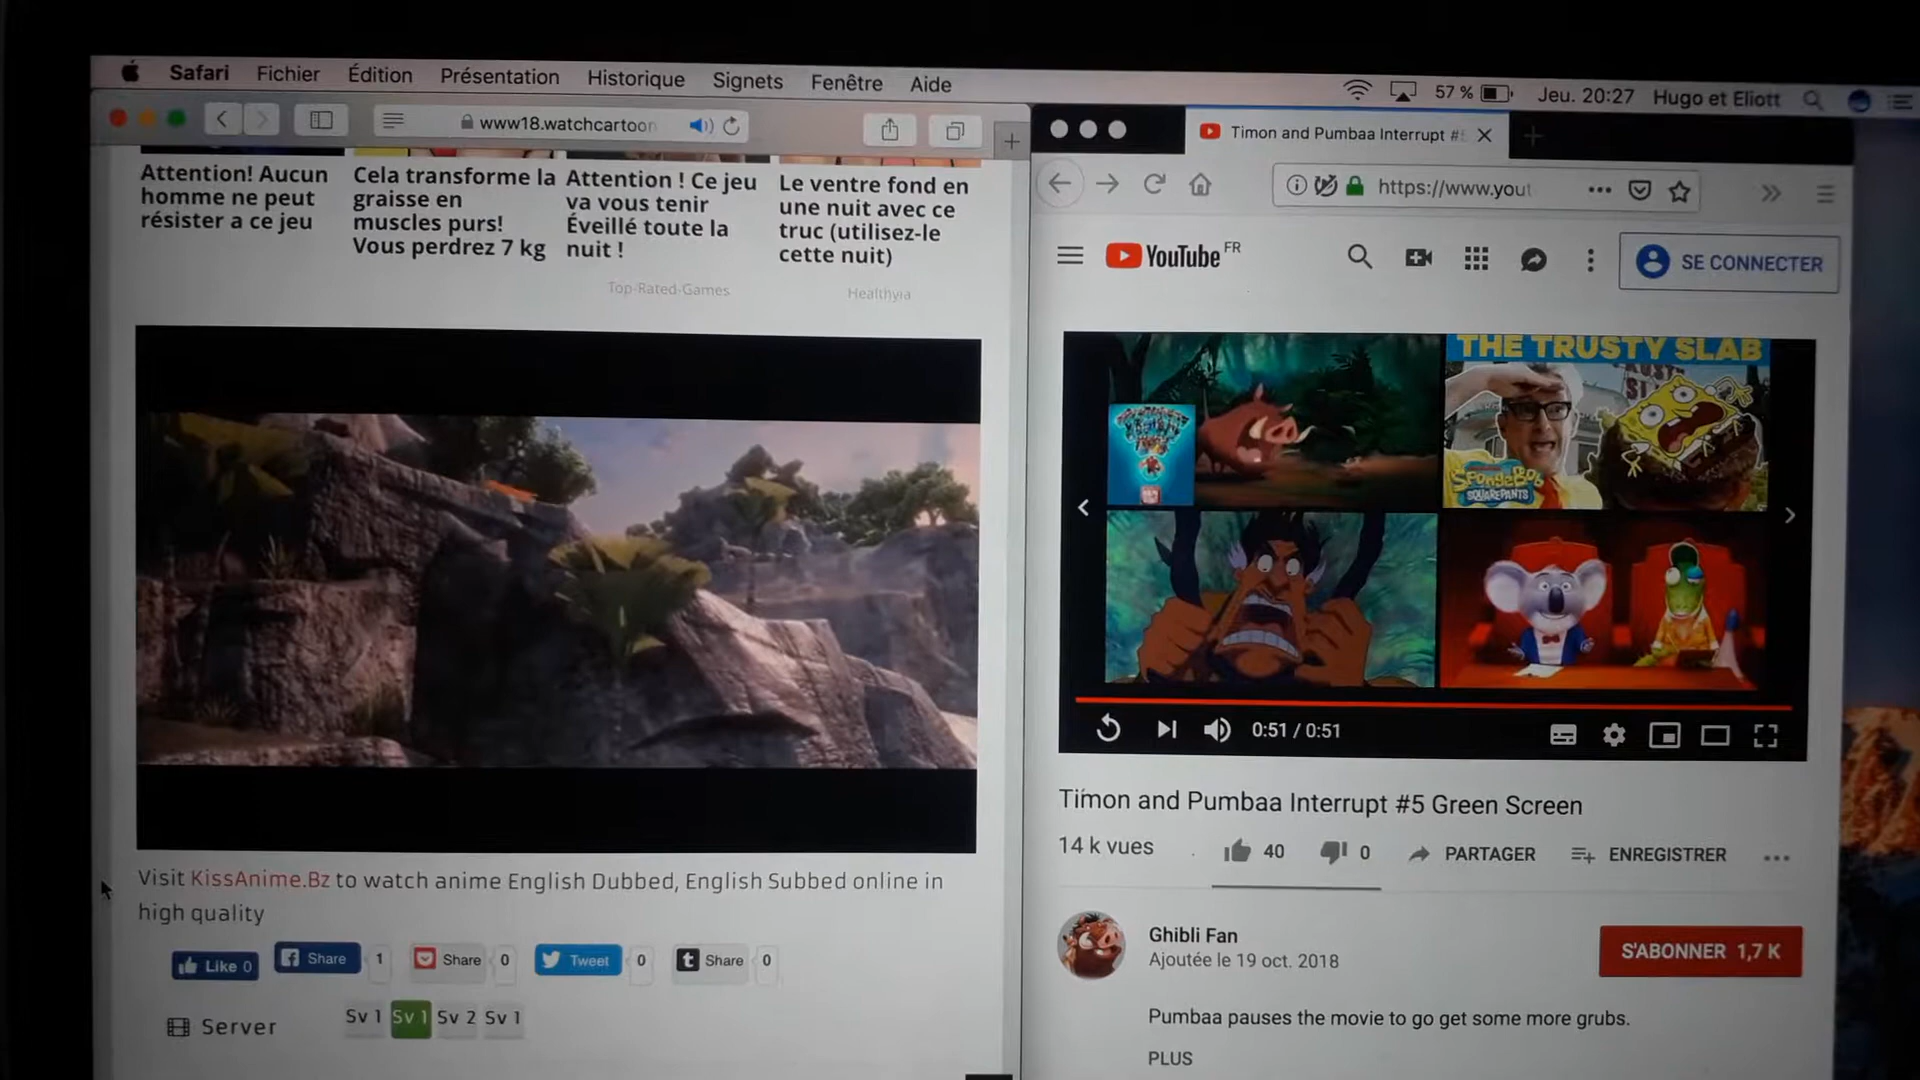 Safari Fichier Édition Présentation Historique Signets Fenêtre Aide
57 % Jeu. 20:27 Hugo et Eliott
www18.watchcartoon
Attention! Aucun
homme ne peut
résister a ce jeu
Cela transforme la
graisse en
muscles purs!
Vous perdrez 7 kg
Attention ! Ce jeu
va vous tenir
Éveillé toute la
nuit !
Top-Rated-Games
Le ventre fond en
une nuit avec ce
truc (utilisez-le
cette nuit)
Healthyia
Visit KissAnime.Bz to watch anime English Dubbed, English Subbed online in
high quality
Like 0
Share 1
Share 0
Tweet 0
Share 0
Server
Sv 1 Sv 1 Sv 2 Sv 1
Timon and Pumbaa Interrupt #
https://www.yout
YouTube FR
SE CONNECTER
THE TRUSTY SLAB
SPONGEBOB
SQUAREPANTS
0:51 / 0:51
Timon and Pumbaa Interrupt #5 Green Screen
14 k vues
40
0
PARTAGER
ENREGISTRER
Ghibli Fan
Ajoutée le 19 oct. 2018
S'ABONNER 1,7 K
Pumbaa pauses the movie to go get some more grubs.
PLUS